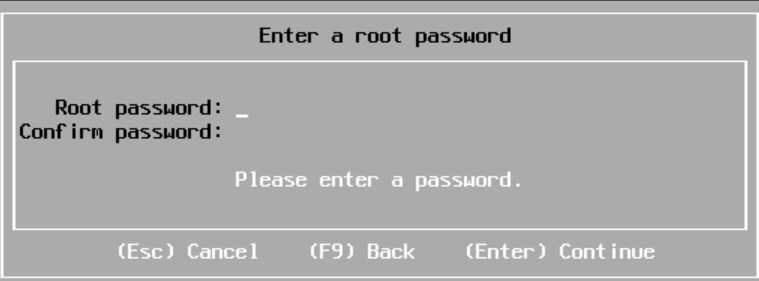 Enter a root password
Root password: _
Confirm password:
Please enter a password.
(Esc) Cancel (F9) Back (Enter) Continue